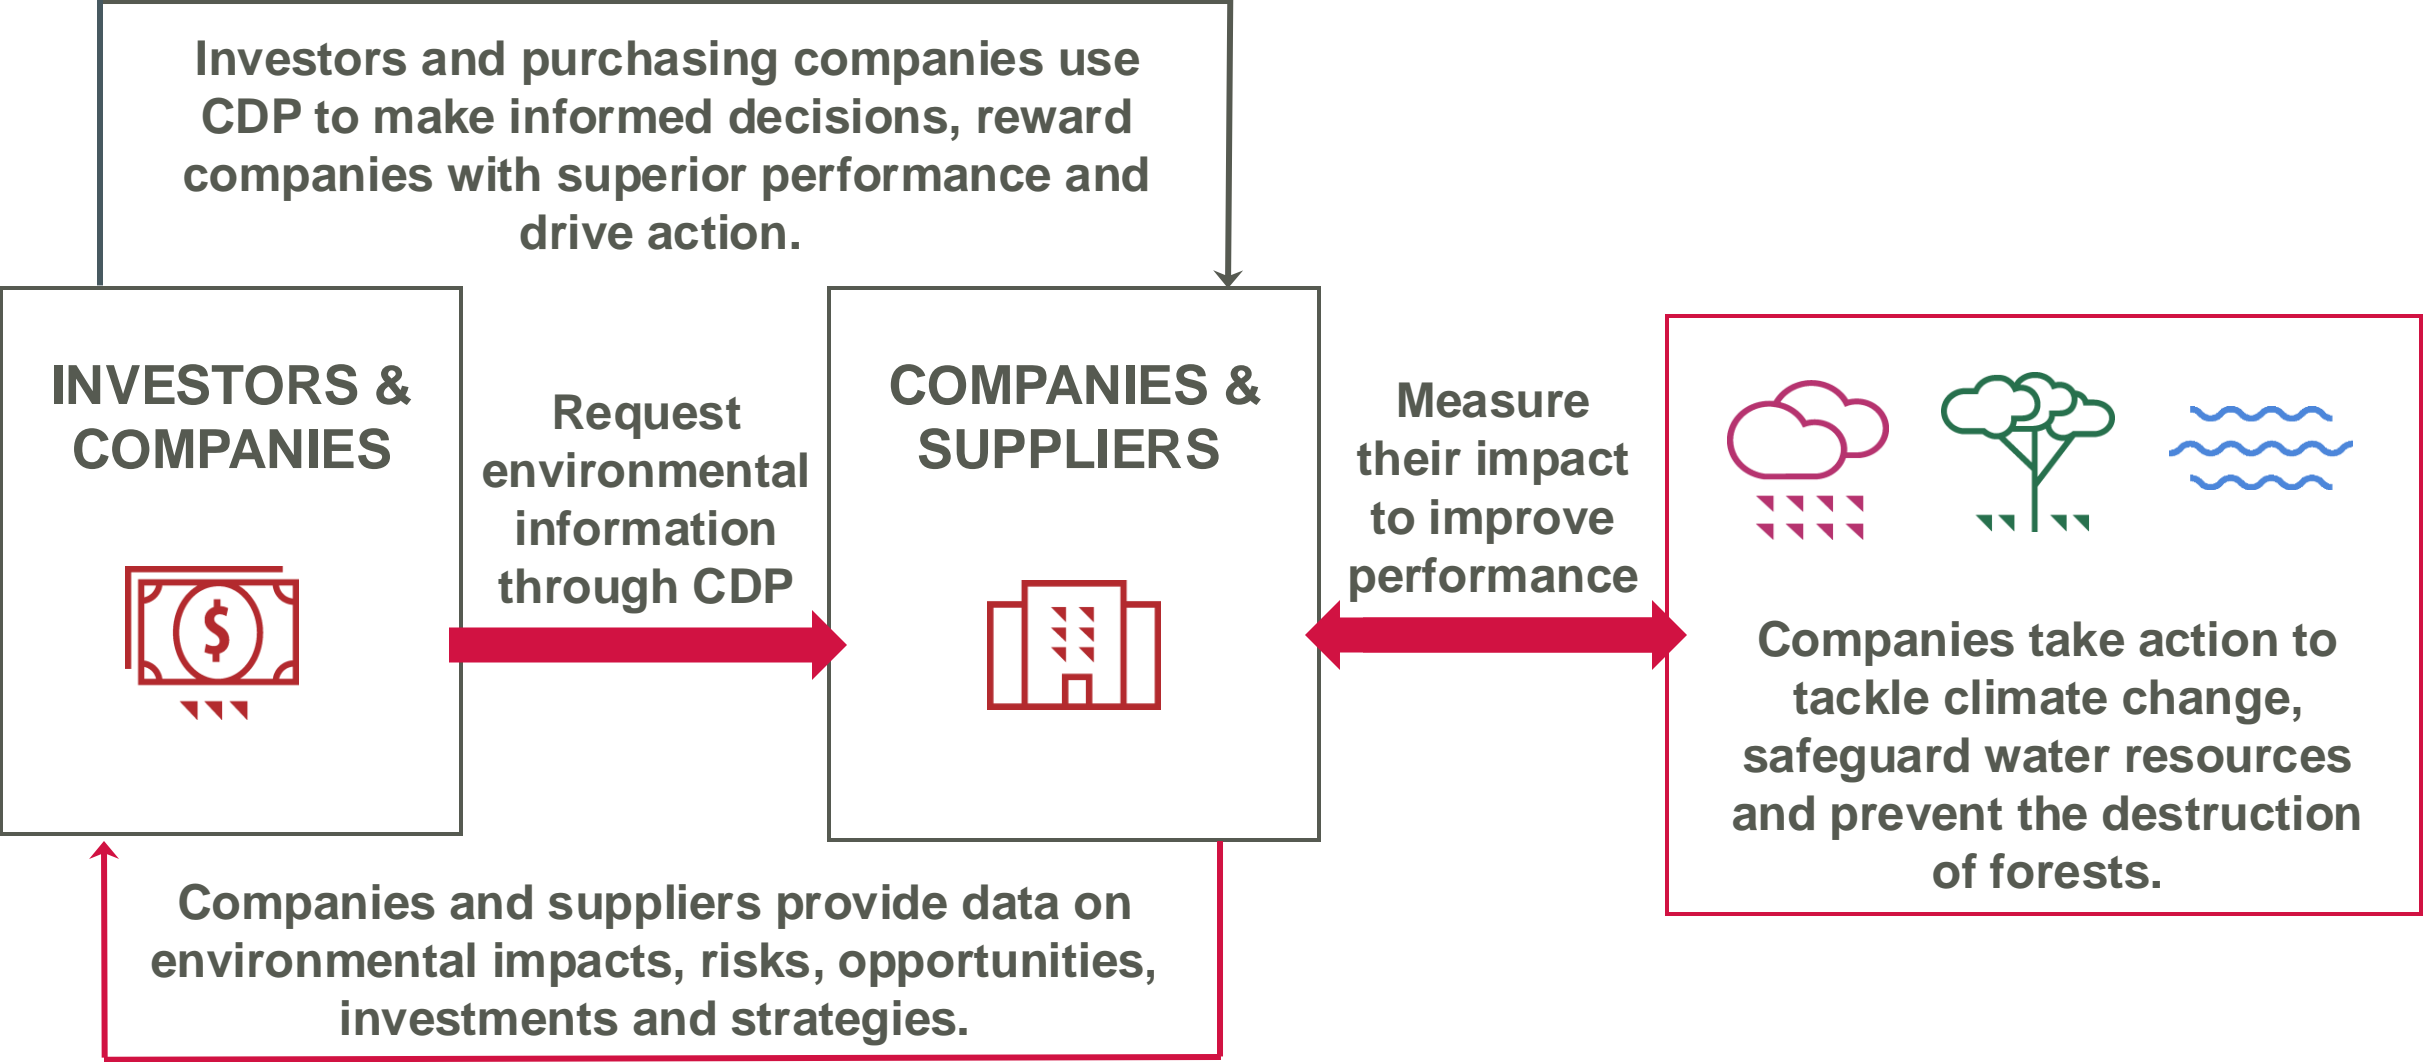 Investors and purchasing companies use
CDP to make informed decisions, reward
companies with superior performance and
drive action.
INVESTORS &
COMPANIES
$
Request
environmental
information
through CDP
COMPANIES &
SUPPLIERS
Measure
their impact
to improve
performance
Companies take action to
tackle climate change,
safeguard water resources
and prevent the destruction
of forests.
Companies and suppliers provide data on
environmental impacts, risks, opportunities,
investments and strategies.